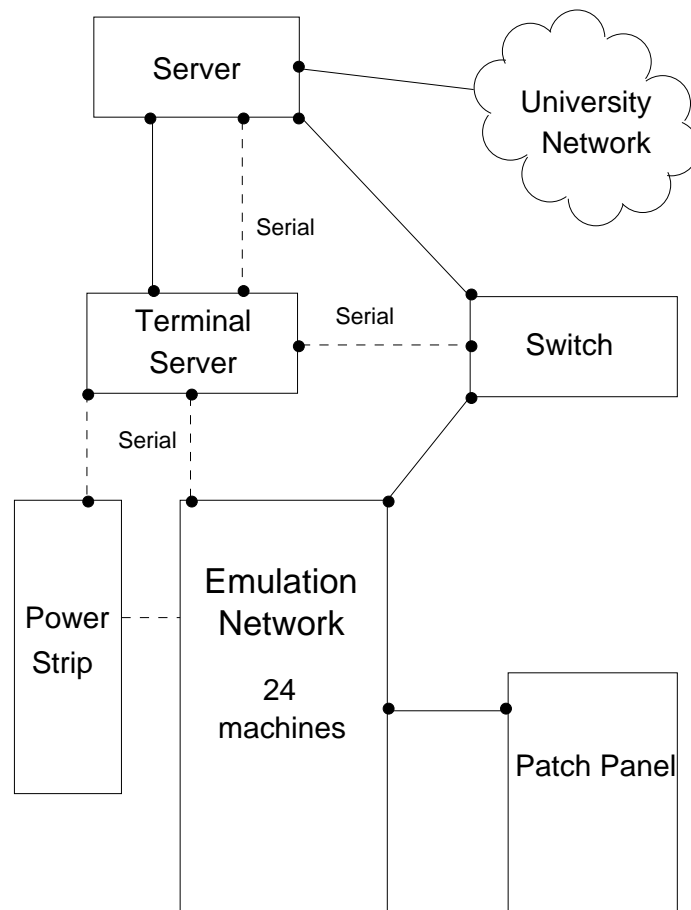 Server
University
Network
Serial
Terminal
Server
Serial
Switch
Serial
Power
Strip
Emulation
Network
24
machines
Patch Panel